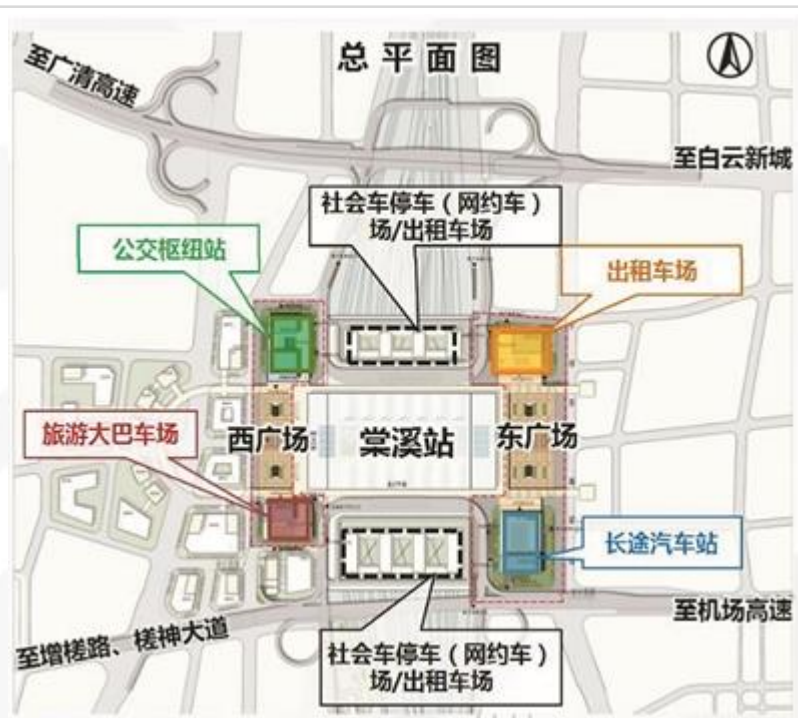 总平面图
至广清高速
至白云新城
社会车停车（网约车）
场/出租车场
公交枢纽站
出租车场
旅游大巴车场
西广场
棠溪站
东广场
长途汽车站
至机场高速
至增槎路、槎神大道
社会车停车（网约车）
场/出租车场